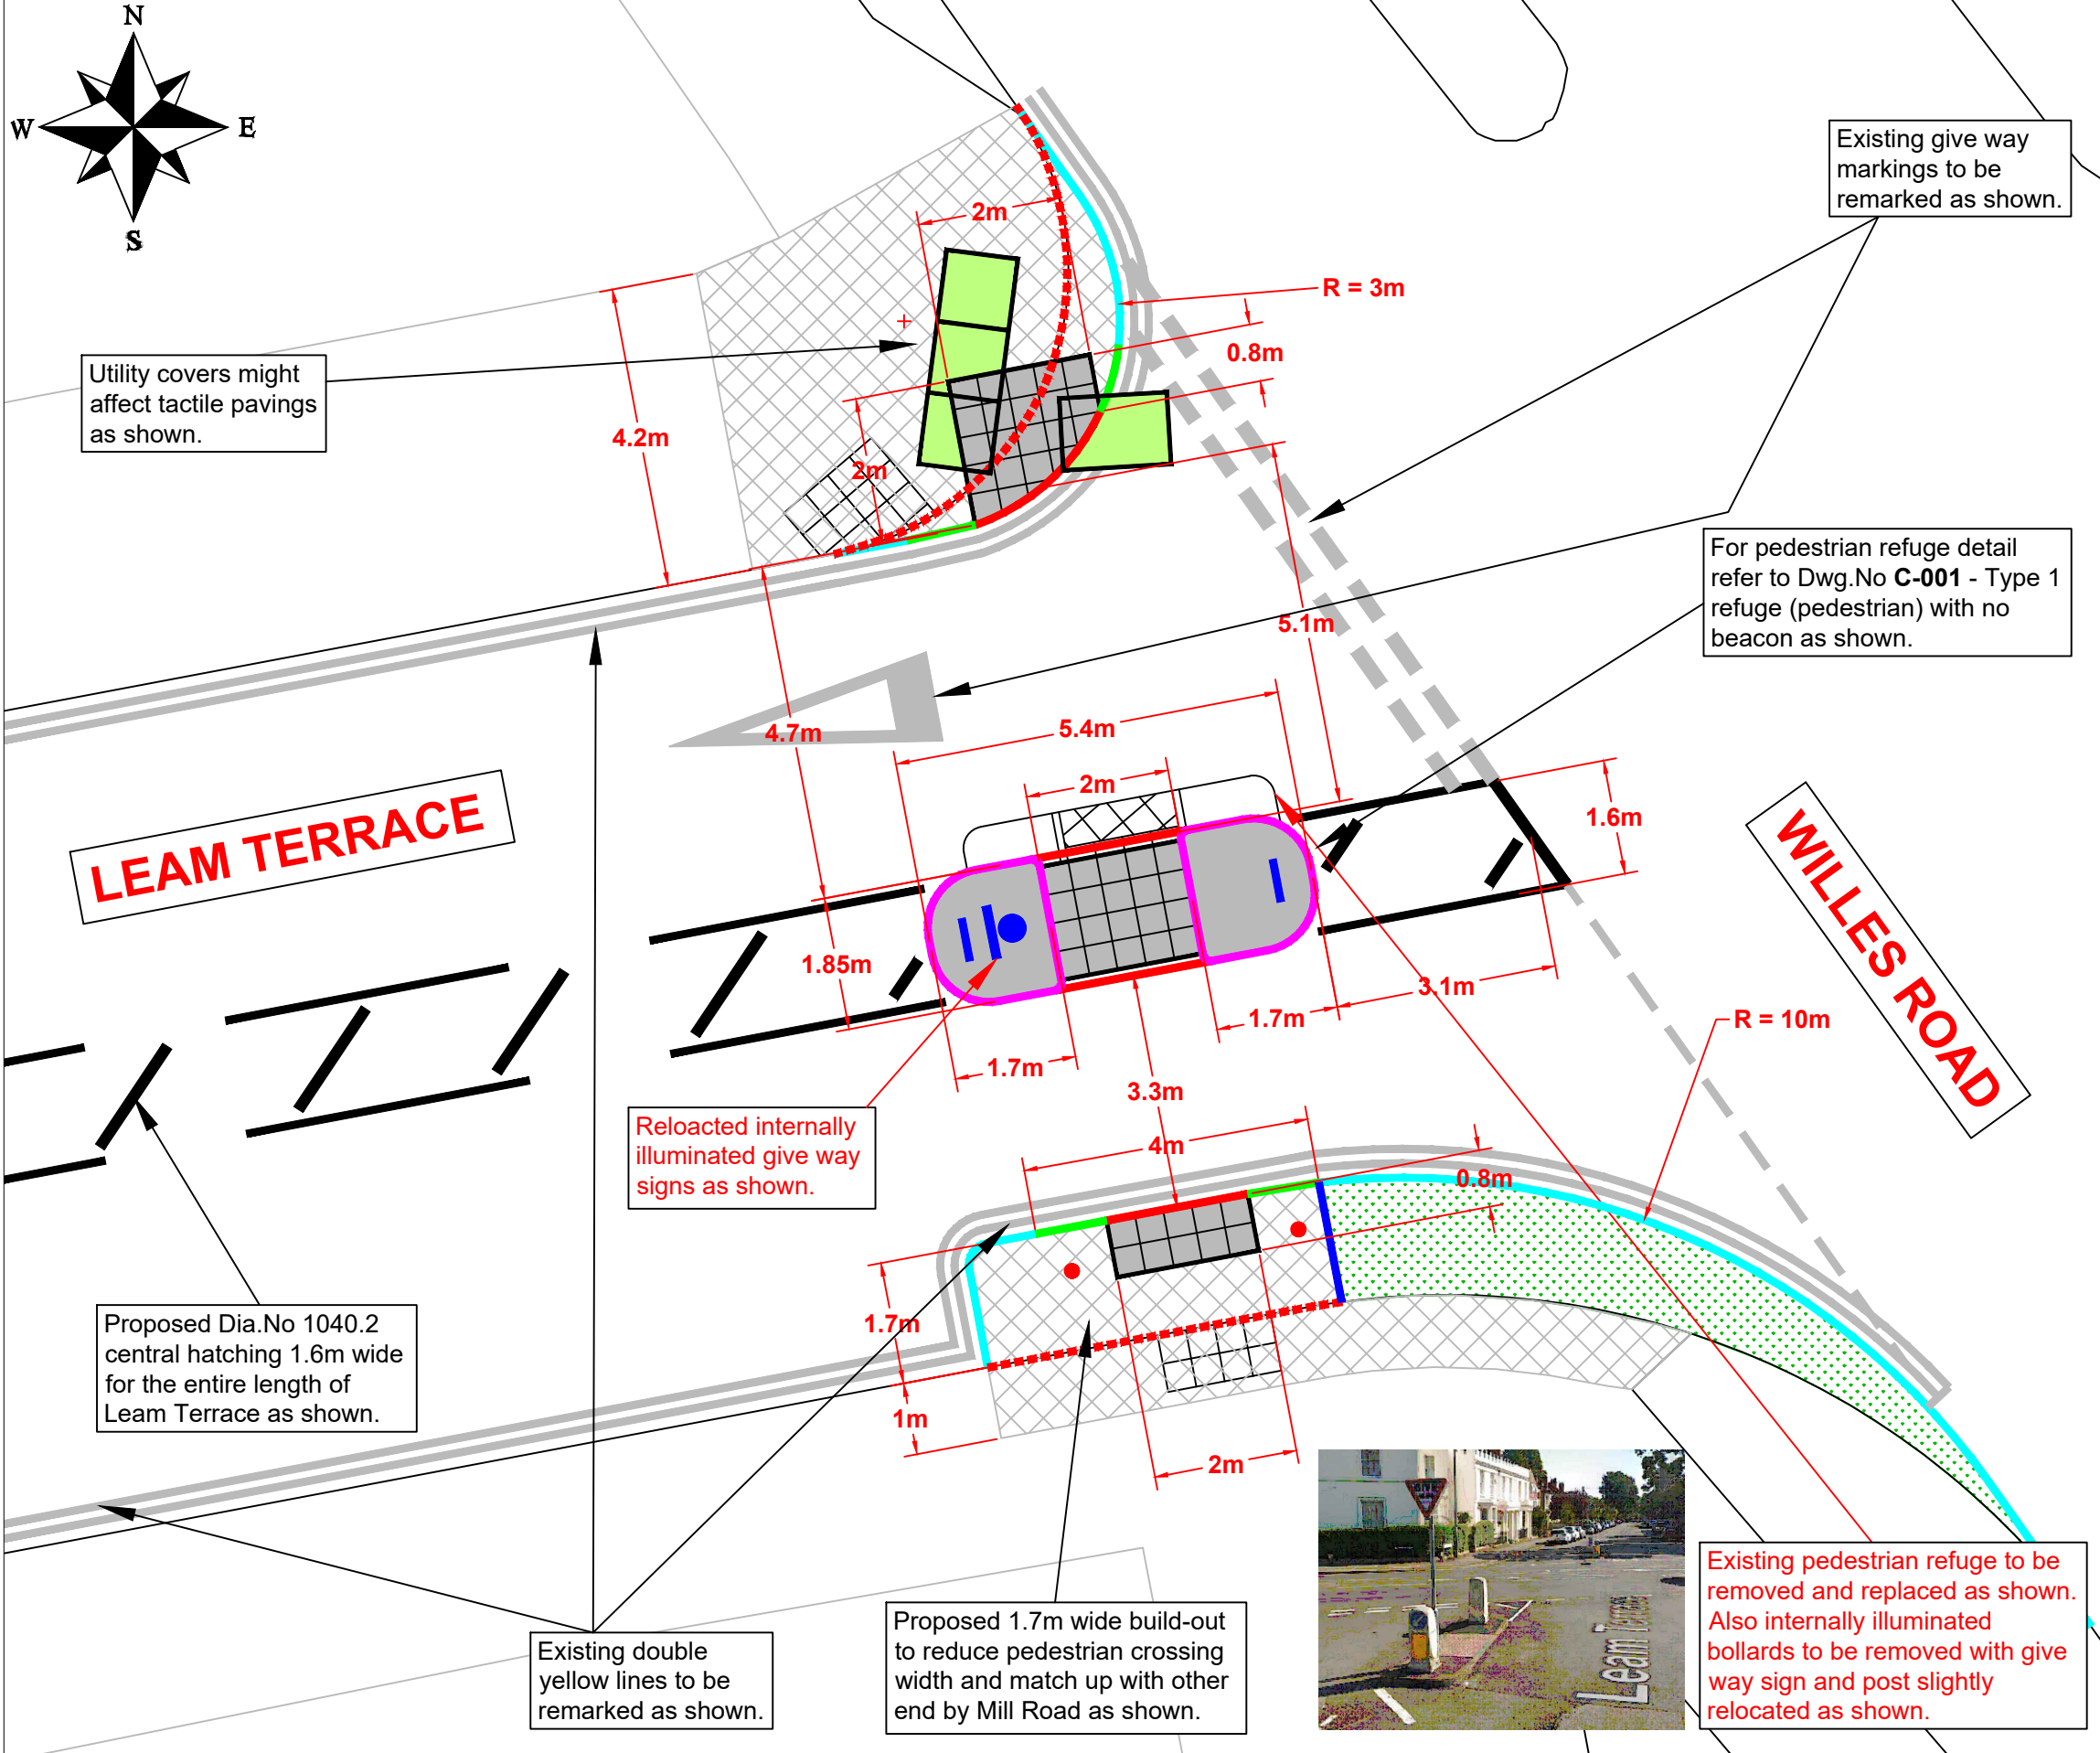 N
W
E
S
Existing give way
markings to be
remarked as shown.
2m
R = 3m
0.8m
Utility covers might
affect tactile pavings
as shown.
4.2m
2m
For pedestrian refuge detail
refer to Dwg.No C-001 - Type 1
refuge (pedestrian) with no
beacon as shown.
5.1m
4.7m
5.4m
2m
LEAM TERRACE
1.6m
WILLES ROAD
1.85m
3.1m
1.7m
R = 10m
1.7m
3.3m
Reloacted internally
illuminated give way
signs as shown.
4m
0.8m
Proposed Dia.No 1040.2
central hatching 1.6m wide
for the entire length of
Leam Terrace as shown.
1.7m
1m
2m
GIVE
Leam Terrace
Existing double
yellow lines to be
remarked as shown.
Proposed 1.7m wide build-out
to reduce pedestrian crossing
width and match up with other
end by Mill Road as shown.
Existing pedestrian refuge to be
removed and replaced as shown.
Also internally illuminated
bollards to be removed with give
way sign and post slightly
relocated as shown.